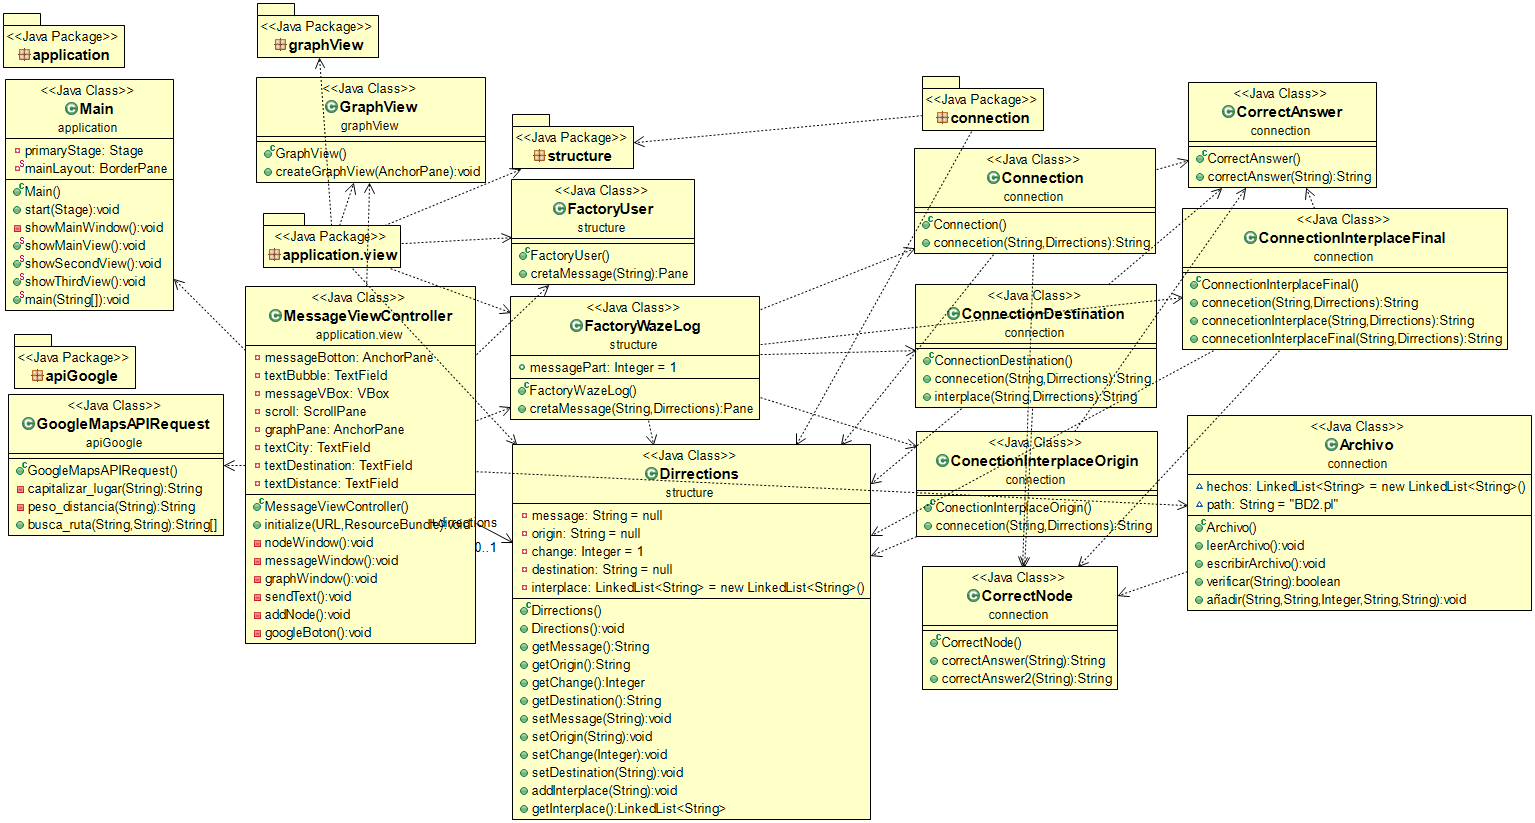 <<Java Package>>
application
<<Java Class>>
Main
application
primaryStage: Stage
mainLayout: BorderPane
Main()
start(Stage):void
showMainWindow():void
showMainView():void
showSecondView():void
showThirdView():void
main(String[]):void
<<Java Package>>
apiGoogle
<<Java Class>>
GoogleMapsAPIRequest
apiGoogle
GoogleMapsAPIRequest()
capitalizar_lugar(String):String
peso_distancia(String):String
busca_ruta(String,String):String[]
<<Java Package>>
graphView
<<Java Class>>
GraphView
graphView
GraphView()
createGraphView(AnchorPane):void
<<Java Package>>
application.view
<<Java Class>>
MessageViewController
application.view
messageBotton: AnchorPane
textBubble: TextField
messageVBox: VBox
scroll: ScrollPane
graphPane: AnchorPane
textCity: TextField
textDestination: TextField
textDistance: TextField
MessageViewController()
initialize(URL,ResourceBundle):void
nodeWindow():void
messageWindow():void
graphWindow():void
sendText():void
addNode():void
googleBoton():void
-directions
0..1
<<Java Package>>
structure
<<Java Class>>
FactoryUser
structure
FactoryUser()
cretaMessage(String):Pane
<<Java Class>>
FactoryWazeLog
structure
messagePart: Integer = 1
FactoryWazeLog()
cretaMessage(String,Dirrections):Pane
<<Java Class>>
Dirrections
structure
message: String = null
origin: String = null
change: Integer = 1
destination: String = null
interplace: LinkedList<String> = new LinkedList<String>()
Dirrections()
Directions():void
getMessage():String
getOrigin():String
getChange():Integer
getDestination():String
setMessage(String):void
setOrigin(String):void
setChange(Integer):void
setDestination(String):void
addInterplace(String):void
getInterplace():LinkedList<String>
<<Java Package>>
connection
<<Java Class>>
Connection
connection
Connection()
connecetion(String,Dirrections):String
<<Java Class>>
ConnectionDestination
connection
ConnectionDestination()
connecetion(String,Dirrections):String
interplace(String,Dirrections):String
<<Java Class>>
ConectionInterplaceOrigin
connection
ConectionInterplaceOrigin()
connecetion(String,Dirrections):String
<<Java Class>>
CorrectNode
connection
CorrectNode()
correctAnswer(String):String
correctAnswer2(String):String
<<Java Class>>
CorrectAnswer
connection
CorrectAnswer()
correctAnswer(String):String
<<Java Class>>
ConnectionInterplaceFinal
connection
ConnectionInterplaceFinal()
connecetion(String,Dirrections):String
connecetionInterplace(String,Dirrections):String
connecetionInterplaceFinal(String,Dirrections):String
<<Java Class>>
Archivo
connection
hechos: LinkedList<String> = new LinkedList<String>()
path: String = "BD2.pl"
Archivo()
leerArchivo():void
escribirArchivo():void
verificar(String):boolean
añadir(String,String,Integer,String,String):void